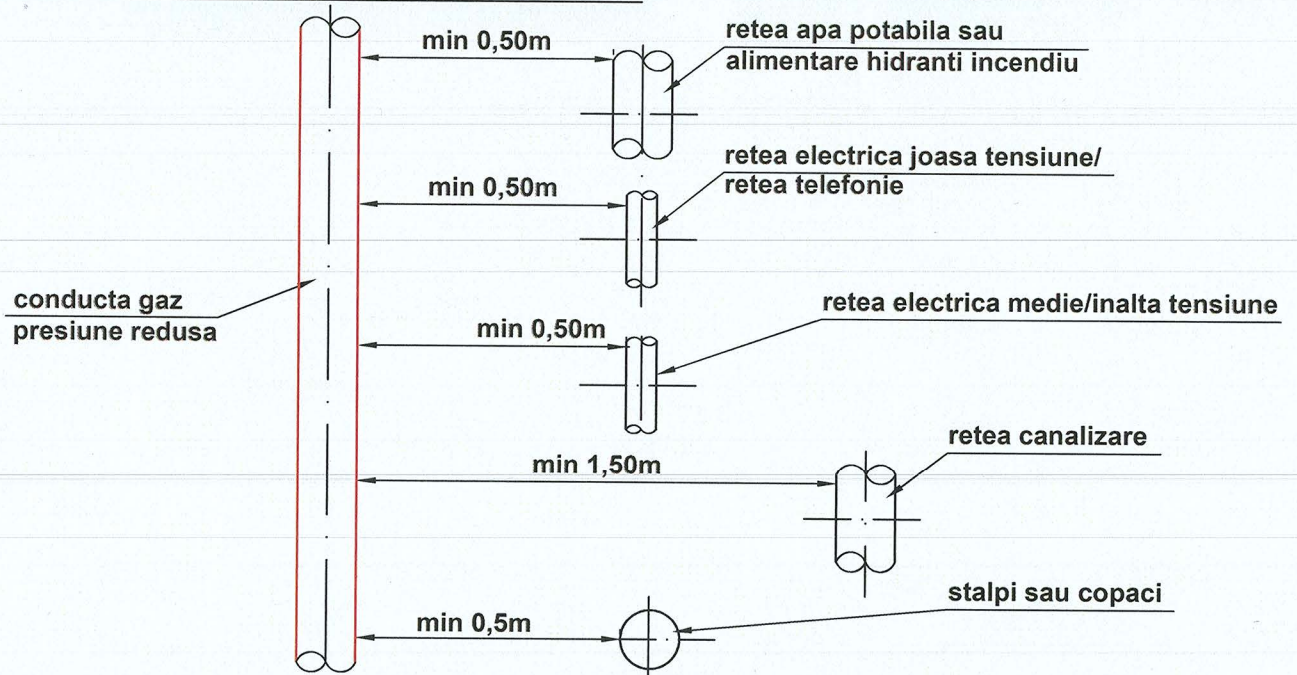 min 0,50m
retea apa potabila sau
alimentare hidranti incendiu
min 0,50m
retea electrica joasa tensiune/
retea telefonie
conducta gaz
presiune redusa
min 0,50m
retea electrica medie/inalta tensiune
min 1,50m
retea canalizare
min 0,5m
stalpi sau copaci